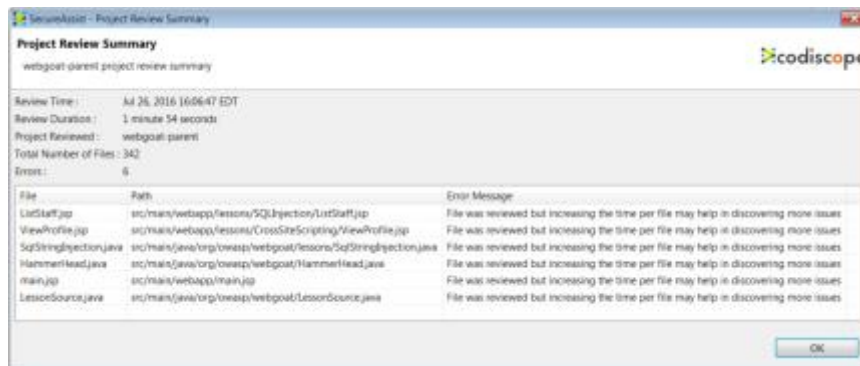 SecureAssist - Project Review Summary
Project Review Summary
codiscope
webgoat-parent project review summary
Review Time : Jul 26, 2016 16:06:47 EDT
Review Duration : 1 minute 54 seconds
Project Reviewed : webgoat-parent
Total Number of Files : 342
Errors : 6
File Path Error Message
ListStaff.jsp src/main/webapp/lessons/SQLInjection/ListStaff.jsp File was reviewed but increasing the time per file may help in discovering more issues
ViewProfile.jsp src/main/webapp/lessons/CrossSiteScripting/ViewProfile.jsp File was reviewed but increasing the time per file may help in discovering more issues
SqlStringInjection.java src/main/java/org/owasp/webgoat/lessons/SqlStringInjection.java File was reviewed but increasing the time per file may help in discovering more issues
HammerHead.java src/main/java/org/owasp/webgoat/HammerHead.java File was reviewed but increasing the time per file may help in discovering more issues
main.jsp src/main/webapp/main.jsp File was reviewed but increasing the time per file may help in discovering more issues
LessonSource.java src/main/java/org/owasp/webgoat/LessonSource.java File was reviewed but increasing the time per file may help in discovering more issues
OK